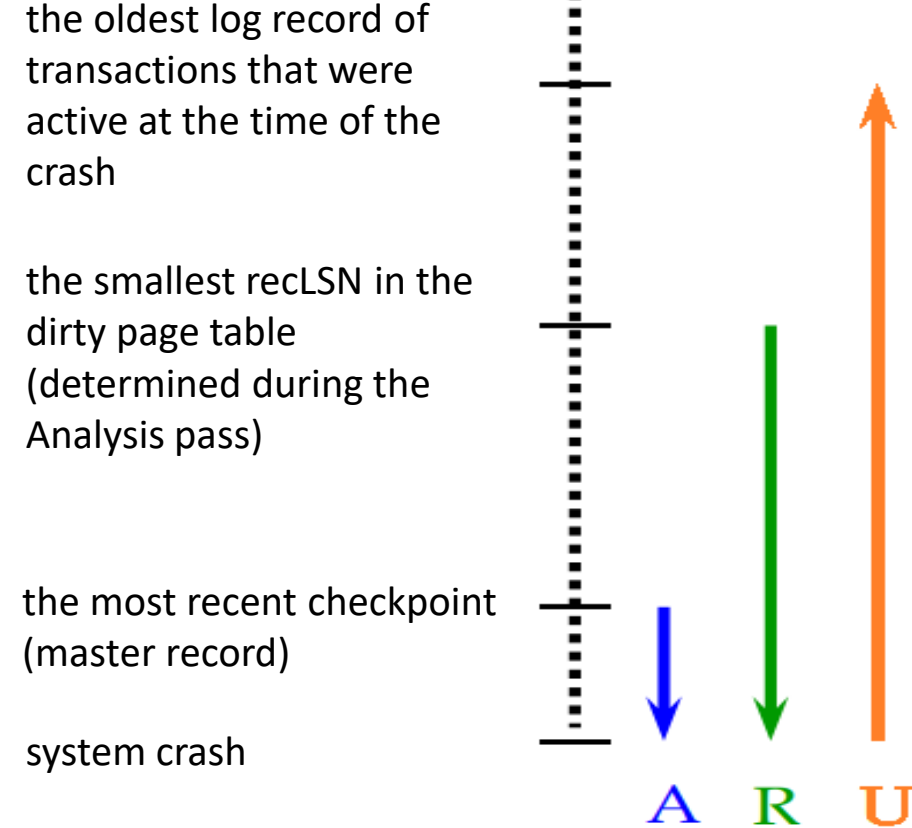 the oldest log record of
transactions that were
active at the time of the
crash
the smallest recLSN in the
dirty page table
(determined during the
Analysis pass)
the most recent checkpoint
(master record)
system crash
A R U